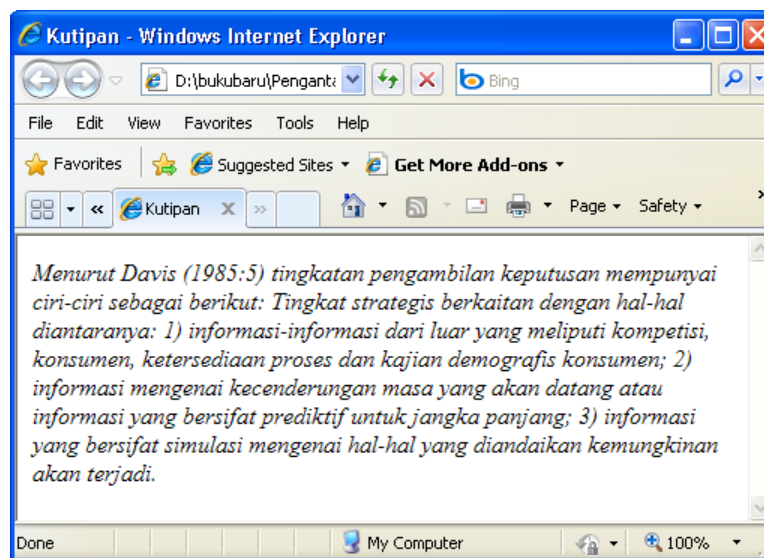 Kutipan - Windows Internet Explorer
D:\bukubaru\Penganta
Bing
File Edit View Favorites Tools Help
Favorites Suggested Sites Get More Add-ons
Kutipan X Page Safety
Menurut Davis (1985:5) tingkatan pengambilan keputusan mempunyai
ciri-ciri sebagai berikut: Tingkat strategis berkaitan dengan hal-hal
diantaranya: 1) informasi-informasi dari luar yang meliputi kompetisi,
konsumen, ketersediaan proses dan kajian demografis konsumen; 2)
informasi mengenai kecenderungan masa yang akan datang atau
informasi yang bersifat prediktif untuk jangka panjang; 3) informasi
yang bersifat simulasi mengenai hal-hal yang diandaikan kemungkinan
akan terjadi.
Done My Computer 100%